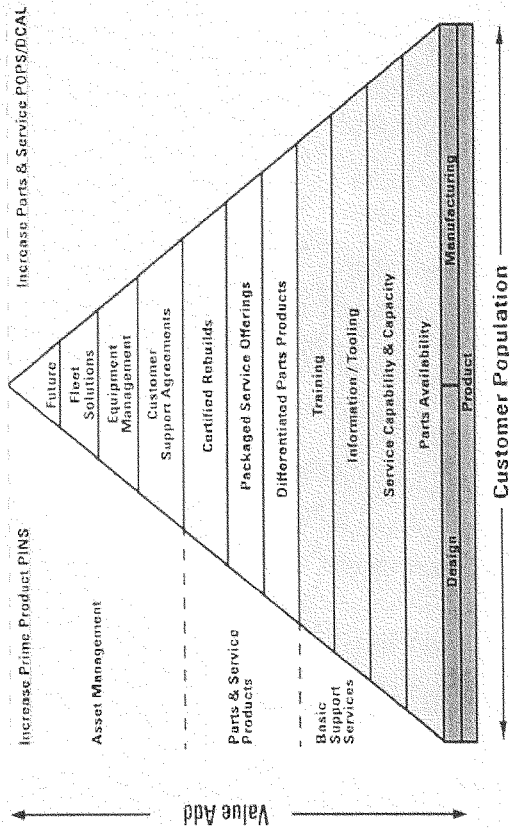 Increase Prime Product PINS
Increase Parts & Service POPS/DCAL
Value Add
Asset Management
Parts & Service
Products
Basic
Support
Services
Future
Fleet
Solutions
Equipment
Management
Customer
Support Agreements
Certified Rebuilds
Packaged Service Offerings
Differentiated Parts Products
Training
Information / Tooling
Service Capability & Capacity
Parts Availability
Design
Manufacturing
Product
Customer Population